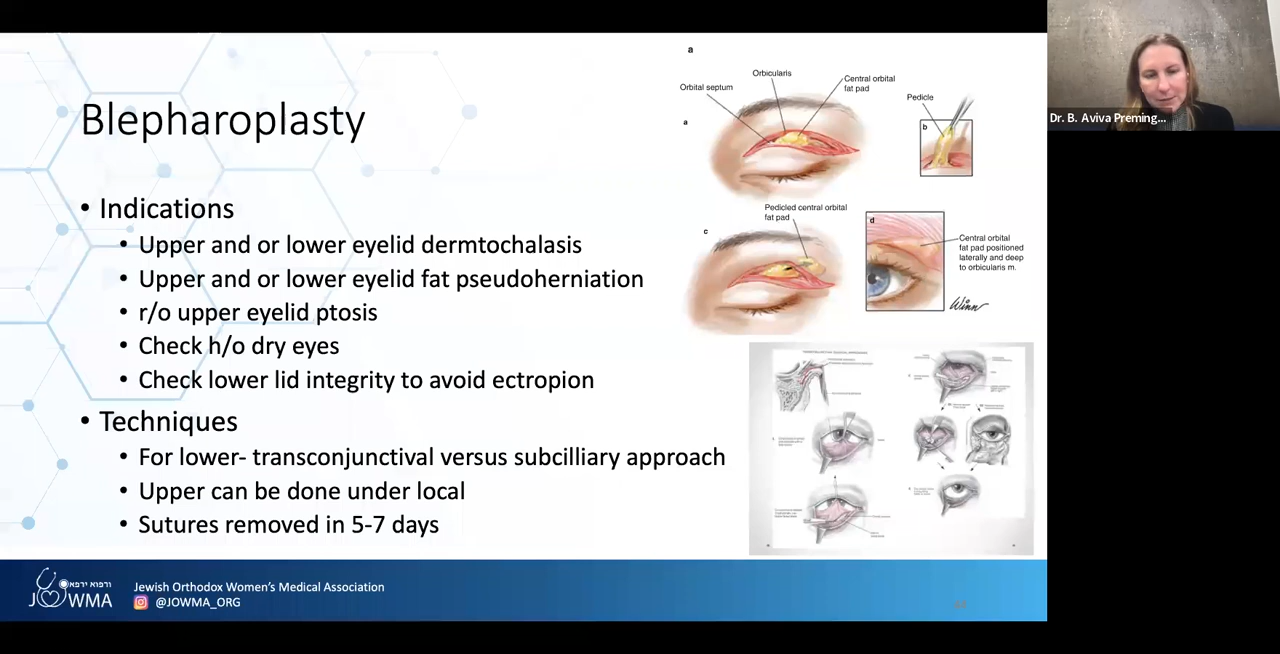 Blepharoplasty
• Indications
• Upper and or lower eyelid dermtochalasis
• Upper and or lower eyelid fat pseudoherniation
• r/o upper eyelid ptosis
• Check h/o dry eyes
• Check lower lid integrity to avoid ectropion
• Techniques
• For lower- transconjunctival versus subcilliary approach
• Upper can be done under local
• Sutures removed in 5-7 days
a
Orbicularis
Orbital septum
Central orbital
fat pad
Pedicle
a
b
Pedicled central orbital
fat pad
c
d
Central orbital
fat pad positioned
laterally and deep
to orbicularis m.
Winn
Dr. B. Aviva Preming...
ורפוא ירפא
JOWMA
Jewish Orthodox Women's Medical Association
@JOWMA_ORG